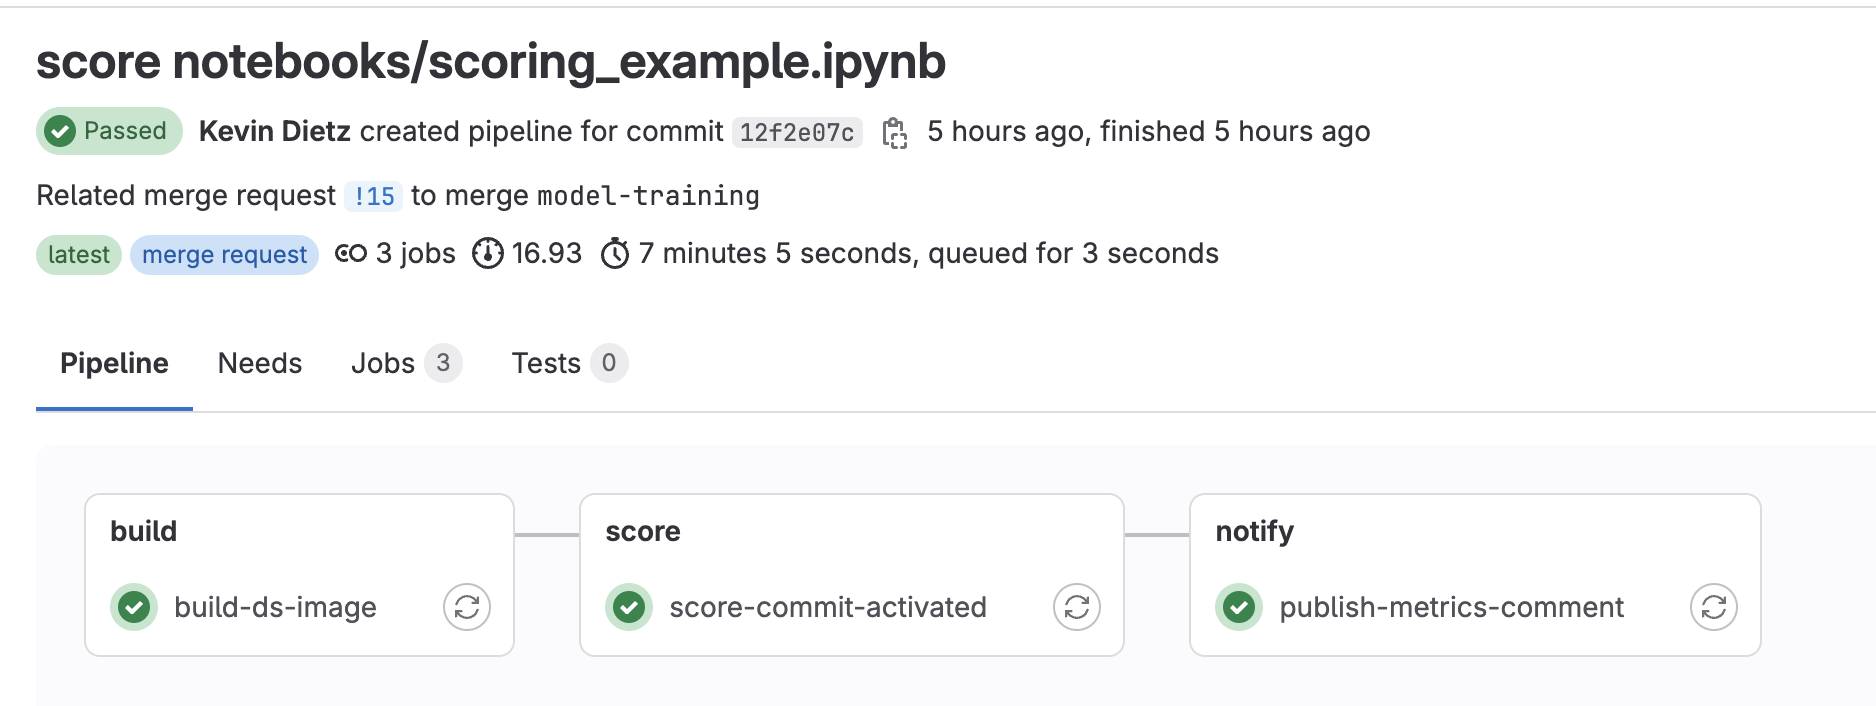 score notebooks/scoring_example.ipynb
Passed Kevin Dietz created pipeline for commit 12f2e07c 5 hours ago, finished 5 hours ago
Related merge request !15 to merge model-training
latest merge request 3 jobs 16.93 7 minutes 5 seconds, queued for 3 seconds
Pipeline Needs Jobs 3 Tests 0
build score notify
build-ds-image score-commit-activated publish-metrics-comment